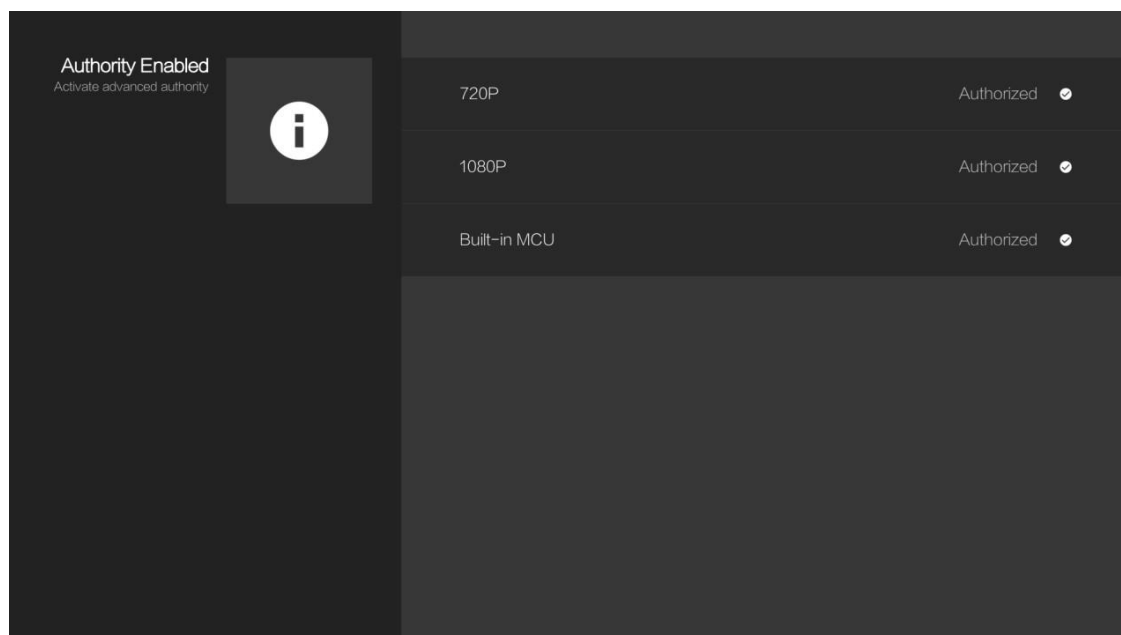 Authority Enabled
Activate advanced authority
720P Authorized
1080P Authorized
Built-in MCU Authorized